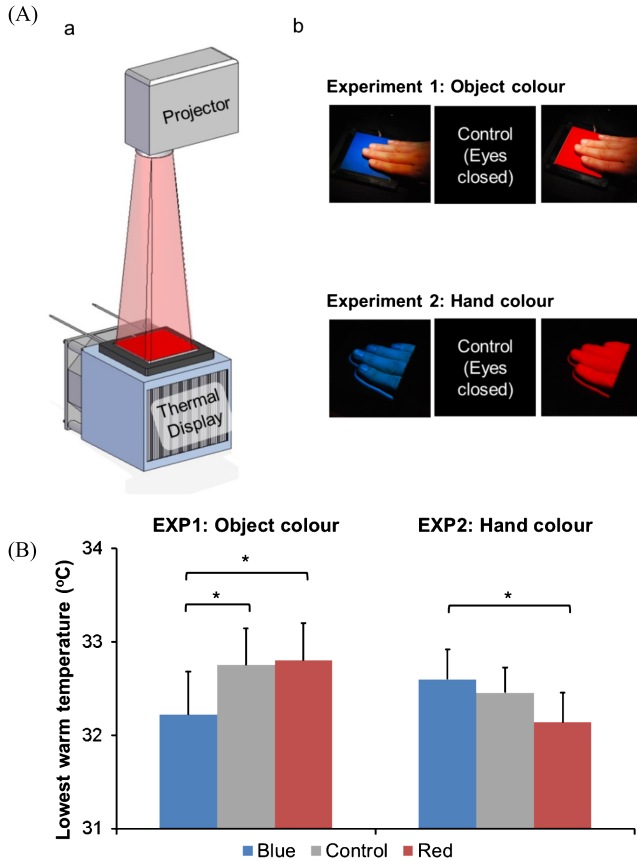 (A)
a
b
Projector
Thermal
Display
Experiment 1: Object colour
Control
(Eyes
closed)
Experiment 2: Hand colour
Control
(Eyes
closed)
(B)
EXP1: Object colour
EXP2: Hand colour
Lowest warm temperature (ºC)
34
33
32
31
*
*
*
Blue
Control
Red